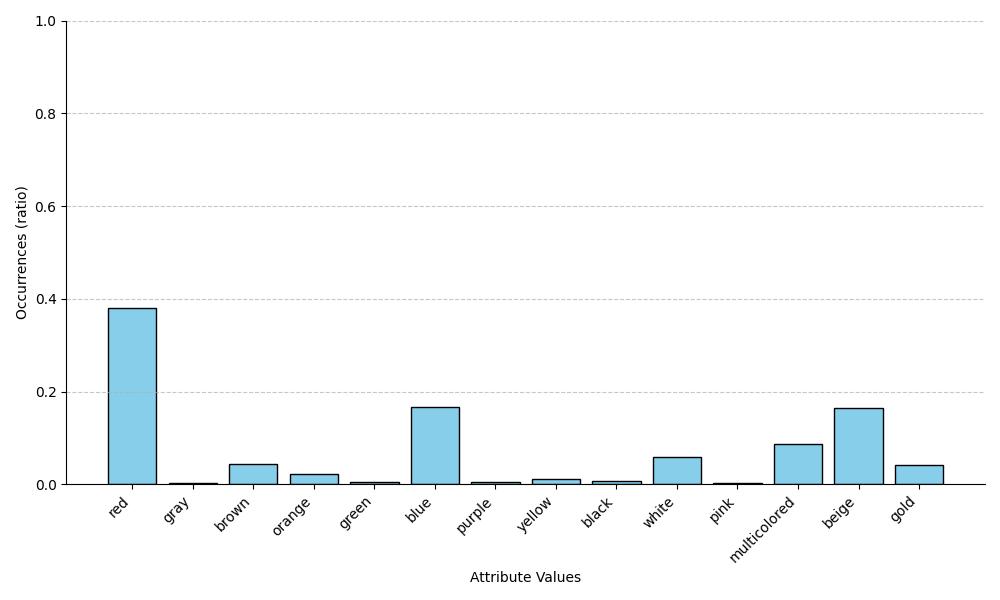 1.0
0.8
0.6
0.4
0.2
0.0
Occurrences (ratio)
red
gray
brown
orange
green
blue
purple
yellow
black
white
pink
multicolored
beige
gold
Attribute Values